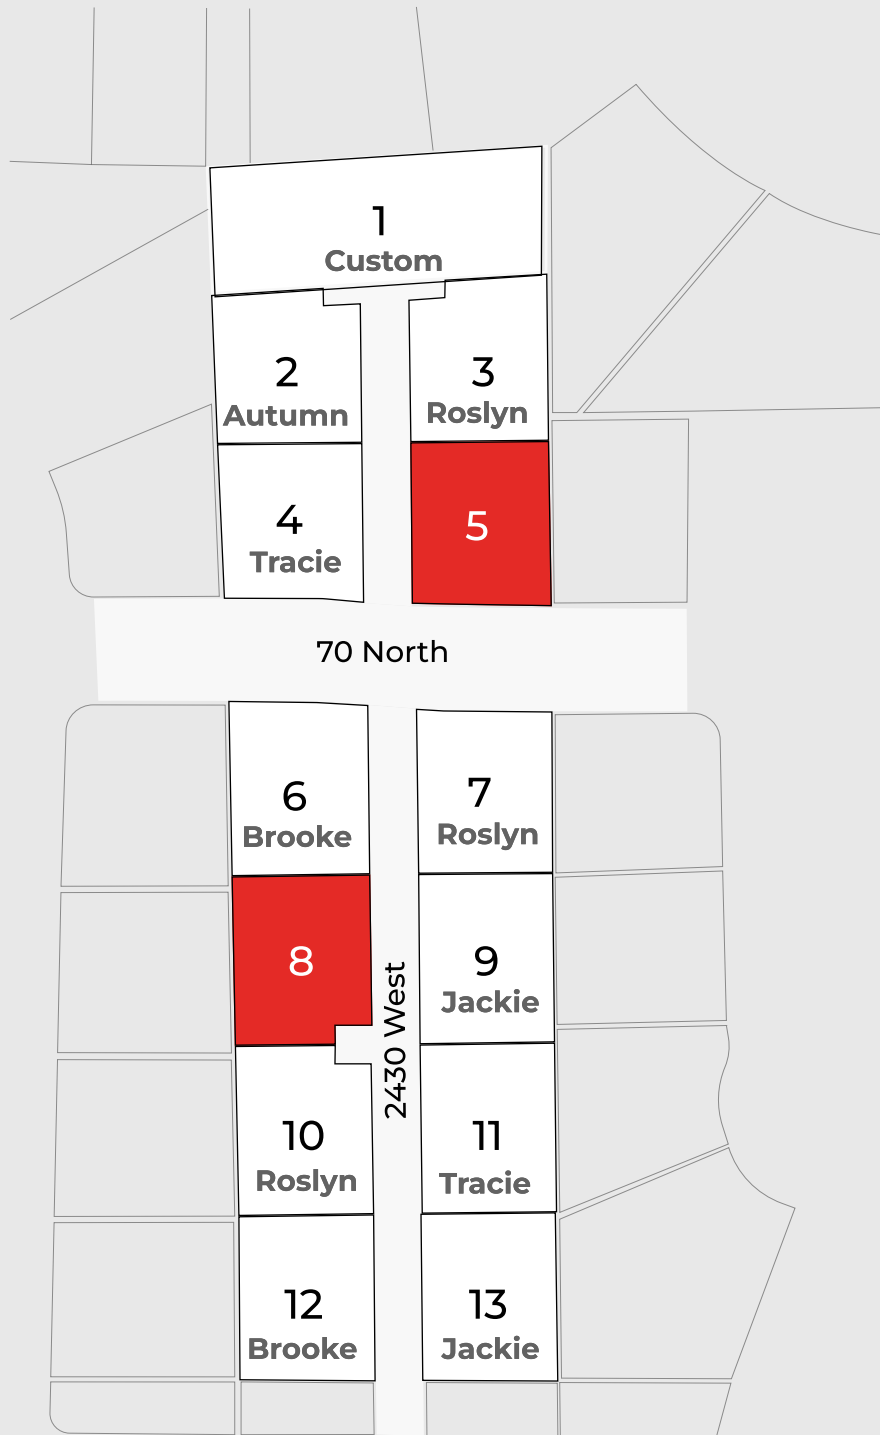 1
Custom
2
Autumn
3
Roslyn
4
Tracie
5
70 North
6
Brooke
7
Roslyn
8
9
Jackie
2430 West
10
Roslyn
11
Tracie
12
Brooke
13
Jackie